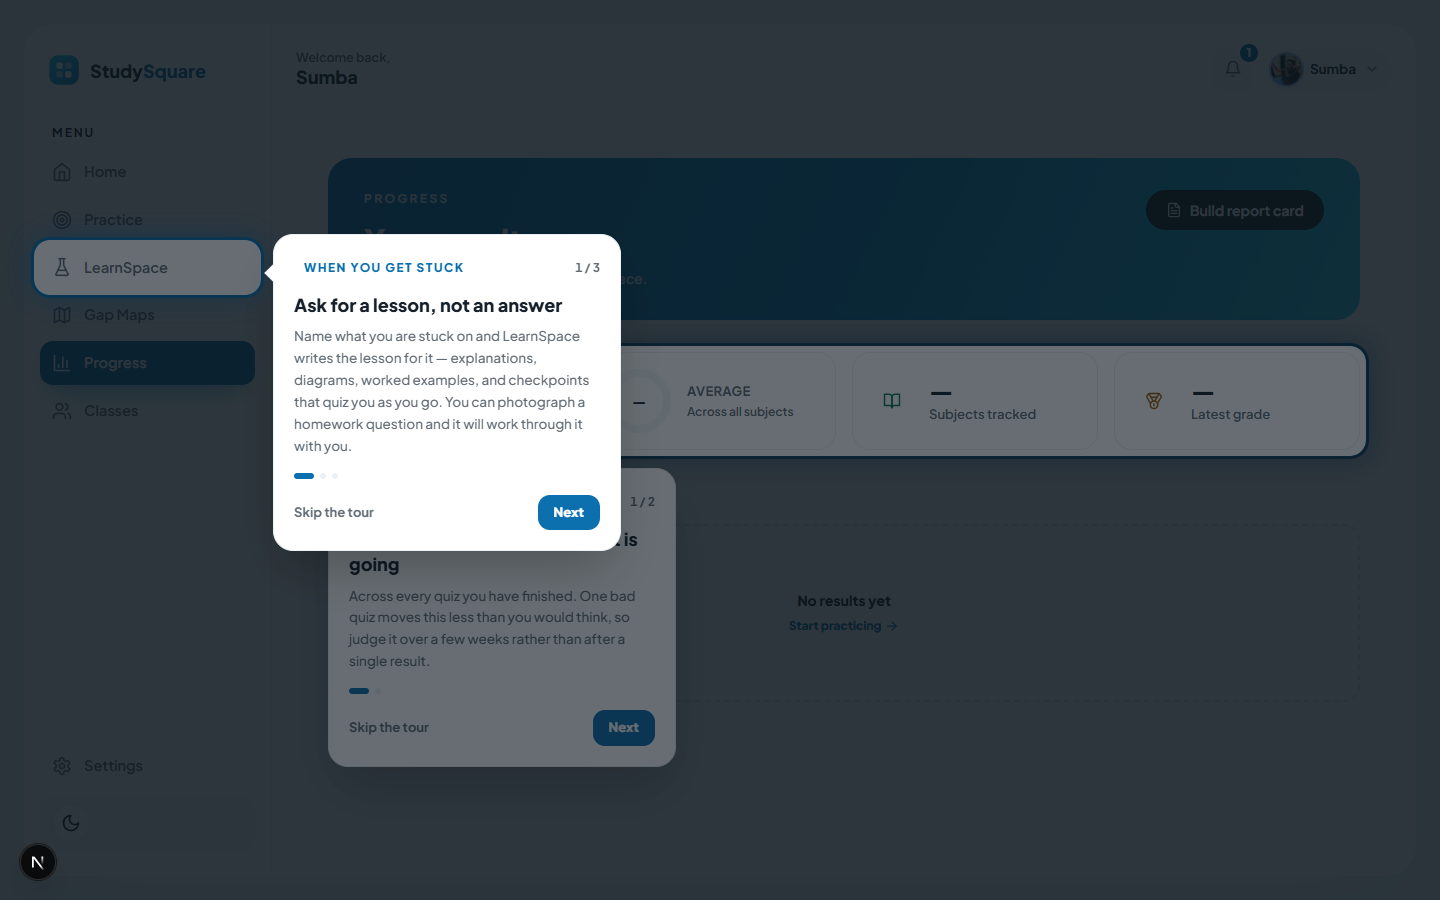 StudySquare
MENU
Home
Practice
LearnSpace
Gap Maps
Progress
Classes
Settings
N
Welcome back,
Sumba
1
Sumba
PROGRESS
Build report card
WHEN YOU GET STUCK
1 / 3
Ask for a lesson, not an answer
Name what you are stuck on and LearnSpace
writes the lesson for it — explanations,
diagrams, worked examples, and checkpoints
that quiz you as you go. You can photograph a
homework question and it will work through it
with you.
Skip the tour
Next
–
AVERAGE
Across all subjects
—
Subjects tracked
—
Latest grade
1 / 2
is
going
Across every quiz you have finished. One bad
quiz moves this less than you would think, so
judge it over a few weeks rather than after a
single result.
Skip the tour
Next
No results yet
Start practicing →